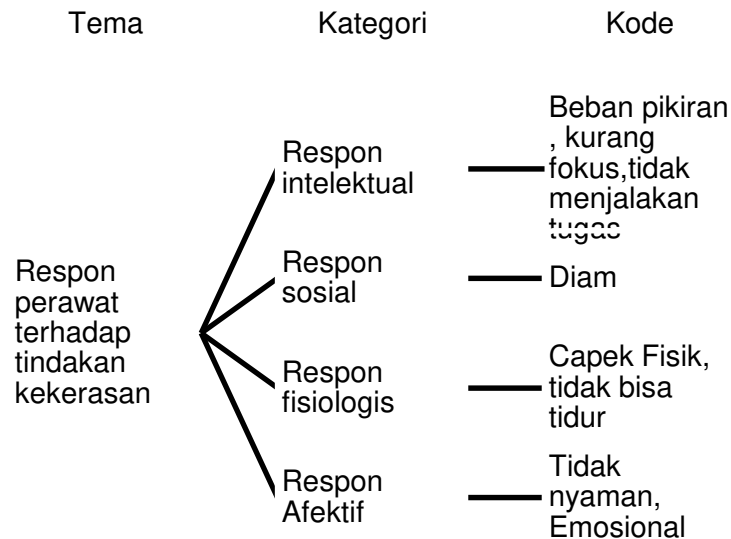 Tema
Kategori
Kode
Respon
perawat
terhadap
tindakan
kekerasan
Respon
intelektual
Beban pikiran
, kurang
fokus,tidak
menjalakan
tugas
Respon
sosial
Diam
Respon
fisiologis
Capek Fisik,
tidak bisa
tidur
Respon
Afektif
Tidak
nyaman,
Emosional